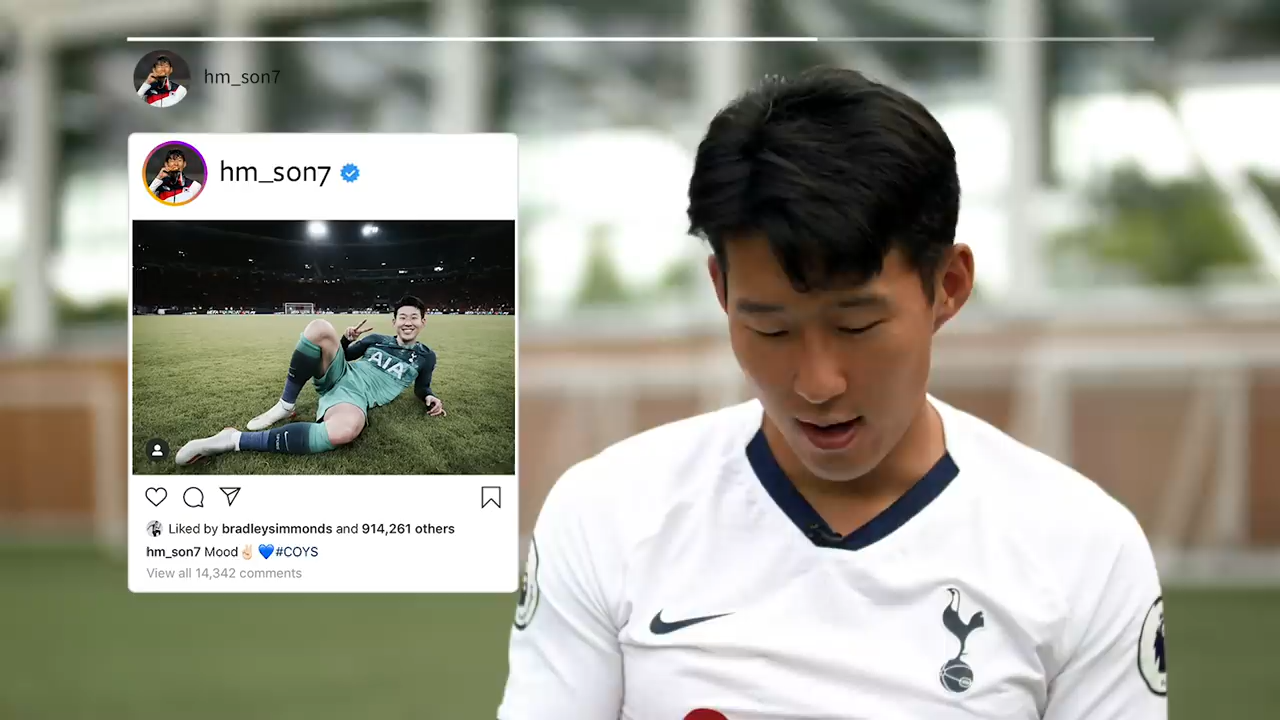 hm_son7
hm_son7
AIA
Liked by bradleysimmonds and 914,261 others
hm_son7 Mood✌🏻 💙#COYS
View all 14,342 comments